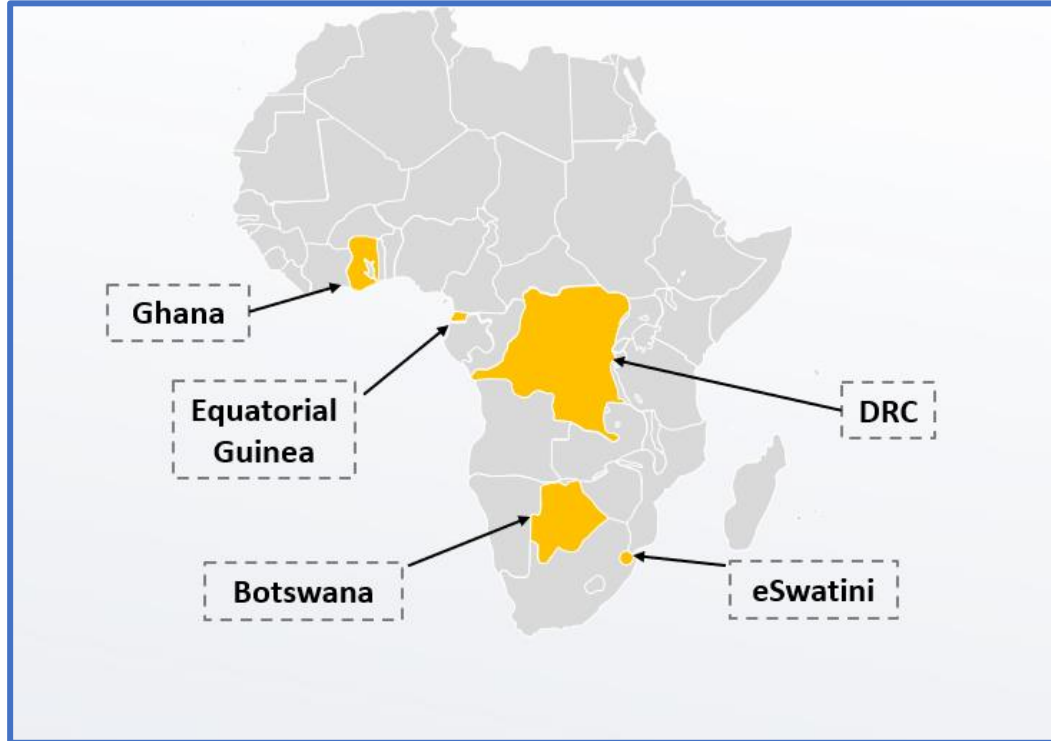 Ghana
Equatorial
Guinea
DRC
Botswana
eSwatini